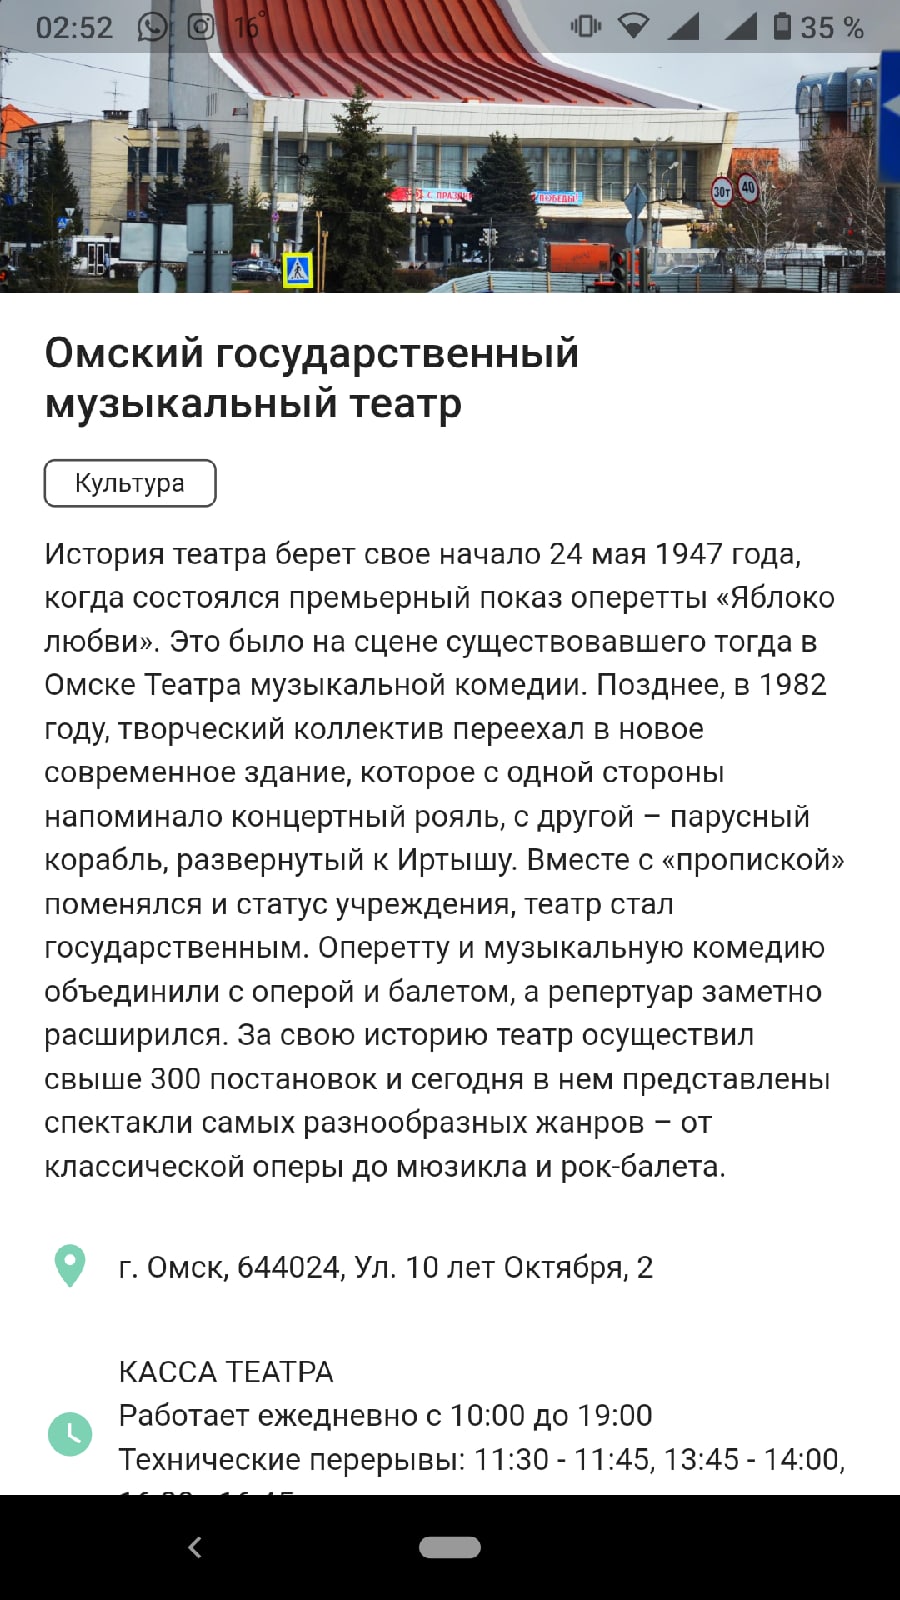 02:52 16° 35 %
С ПРАЗДН
ПОБЕДЫ!
30т 40
Омский государственный
музыкальный театр
Культура
История театра берет свое начало 24 мая 1947 года,
когда состоялся премьерный показ оперетты «Яблоко
любви». Это было на сцене существовавшего тогда в
Омске Театра музыкальной комедии. Позднее, в 1982
году, творческий коллектив переехал в новое
современное здание, которое с одной стороны
напоминало концертный рояль, с другой – парусный
корабль, развернутый к Иртышу. Вместе с «пропиской»
поменялся и статус учреждения, театр стал
государственным. Оперетту и музыкальную комедию
объединили с оперой и балетом, а репертуар заметно
расширился. За свою историю театр осуществил
свыше 300 постановок и сегодня в нем представлены
спектакли самых разнообразных жанров – от
классической оперы до мюзикла и рок-балета.
г. Омск, 644024, Ул. 10 лет Октября, 2
КАССА ТЕАТРА
Работает ежедневно с 10:00 до 19:00
Технические перерывы: 11:30 - 11:45, 13:45 - 14:00,